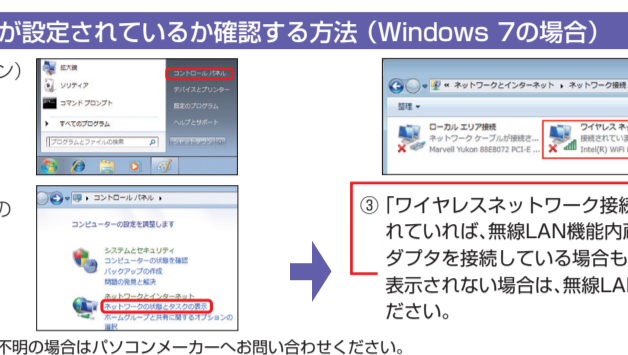 が設定されているか確認する方法（Windows 7の場合）
ン）
拡大鏡
ソリティア
コマンド プロンプト
すべてのプログラム
プログラムとファイルの検索
コントロール パネル
デバイスとプリンター
既定のプログラム
ヘルプとサポート
の
コントロール パネル
コンピューターの設定を調整します
システムとセキュリティ
コンピューターの状態を確認
バックアップの作成
問題の発見と解決
ネットワークとインターネット
ネットワークの状態とタスクの表示
ホームグループと共有に関するオプションの
選択
« ネットワークとインターネット ▸ ネットワーク接続
整理
ローカル エリア接続
ネットワーク ケーブルが接続さ...
Marvell Yukon 88E8072 PCI-E ...
ワイヤレス ネッ
接続されていま
Intel(R) WiFi
③「ワイヤレスネットワーク接続
れていれば、無線LAN機能内蔵
ダプタを接続している場合も
表示されない場合は、無線LA
ださい。
不明の場合はパソコンメーカーへお問い合わせください。